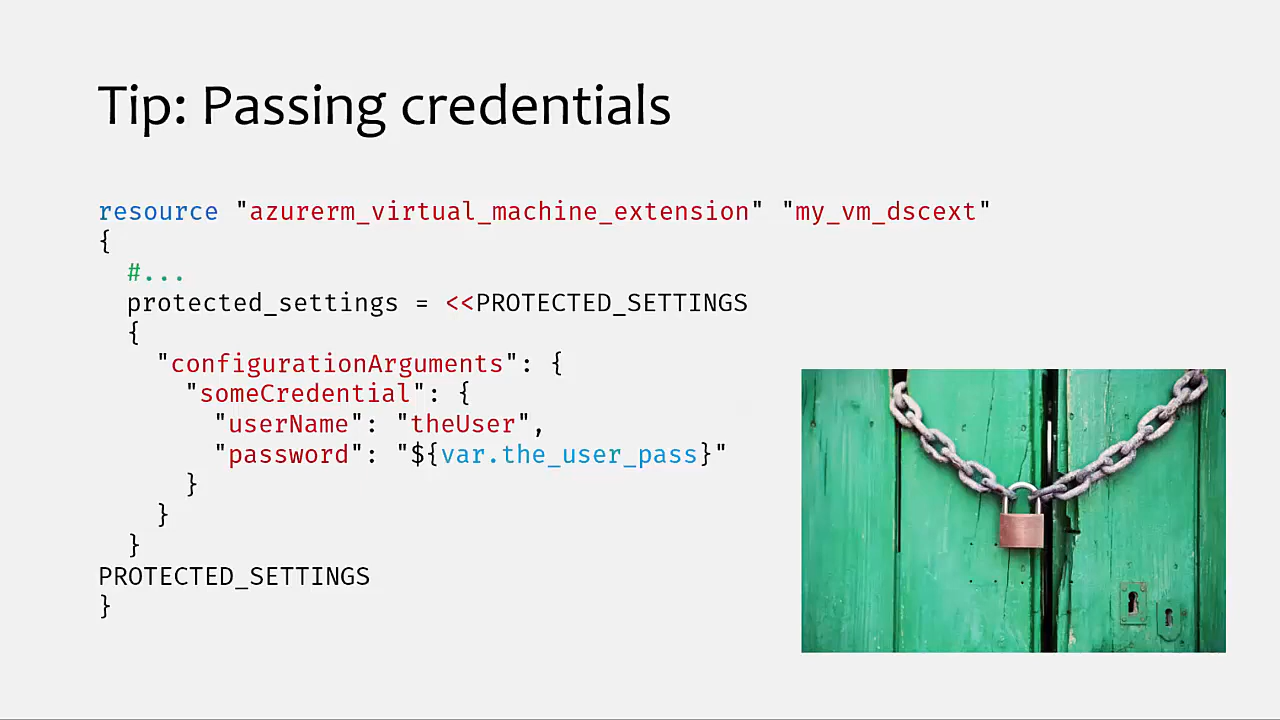 Tip: Passing credentials
resource "azurerm_virtual_machine_extension" "my_vm_dscext"
{
  #...
  protected_settings = <<PROTECTED_SETTINGS
  {
    "configurationArguments": {
      "someCredential": {
        "userName": "theUser",
        "password": "${var.the_user_pass}"
      }
    }
  }
PROTECTED_SETTINGS
}